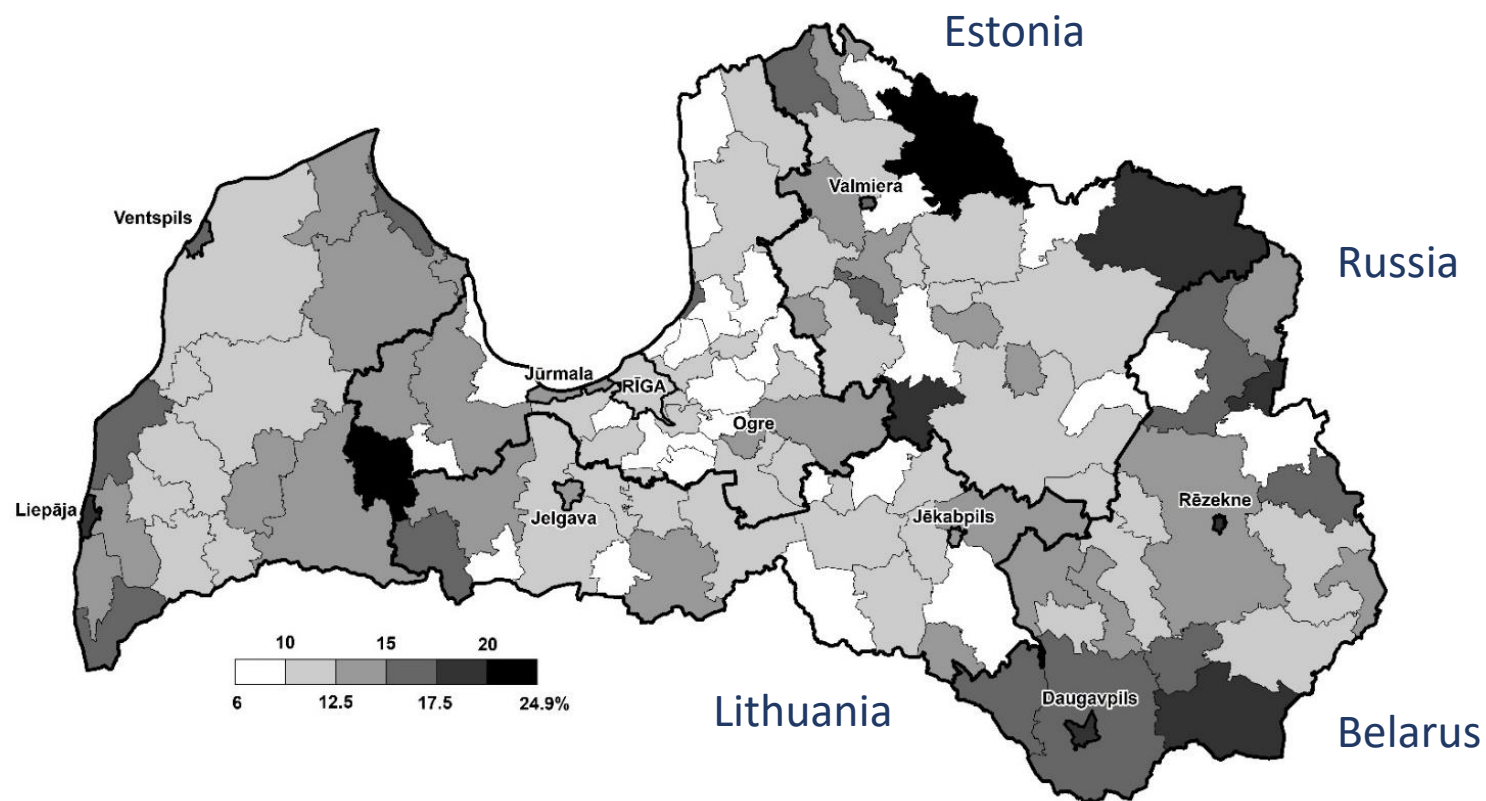 Estonia
Valmiera
Ventspils
Russia
Jūrmala
RĪGA
Ogre
Liepāja
Jelgava
Jēkabpils
Rēzekne
10 15 20
6 12.5 17.5 24.9%
Daugavpils
Lithuania
Belarus